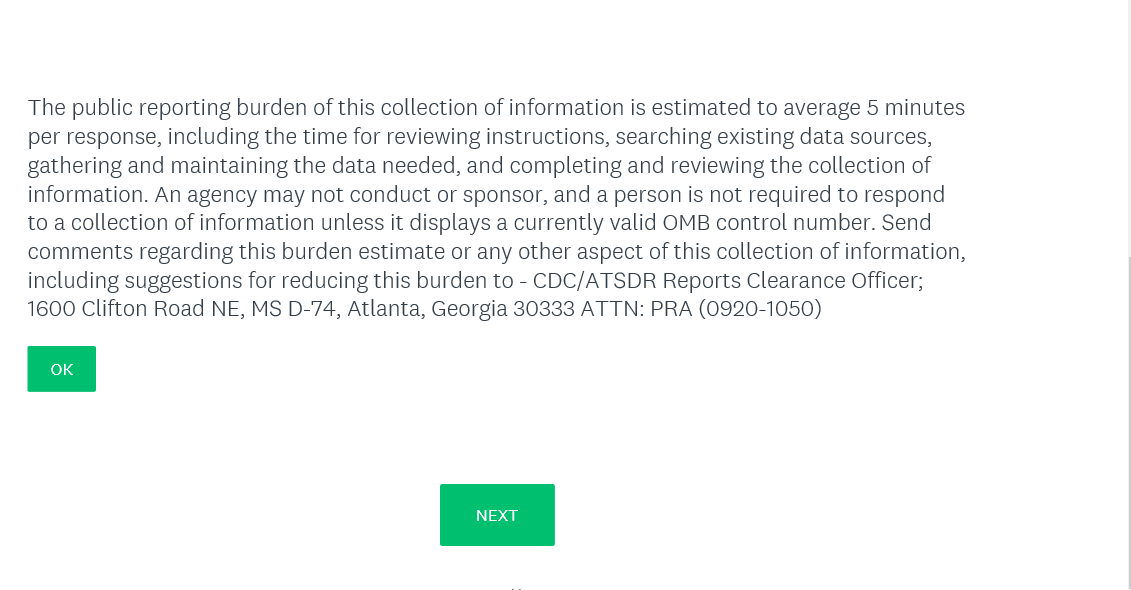 The public reporting burden of this collection of information is estimated to average 5 minutes
per response, including the time for reviewing instructions, searching existing data sources,
gathering and maintaining the data needed, and completing and reviewing the collection of
information. An agency may not conduct or sponsor, and a person is not required to respond
to a collection of information unless it displays a currently valid OMB control number. Send
comments regarding this burden estimate or any other aspect of this collection of information,
including suggestions for reducing this burden to - CDC/ATSDR Reports Clearance Officer;
1600 Clifton Road NE, MS D-74, Atlanta, Georgia 30333 ATTN: PRA (0920-1050)
OK
NEXT